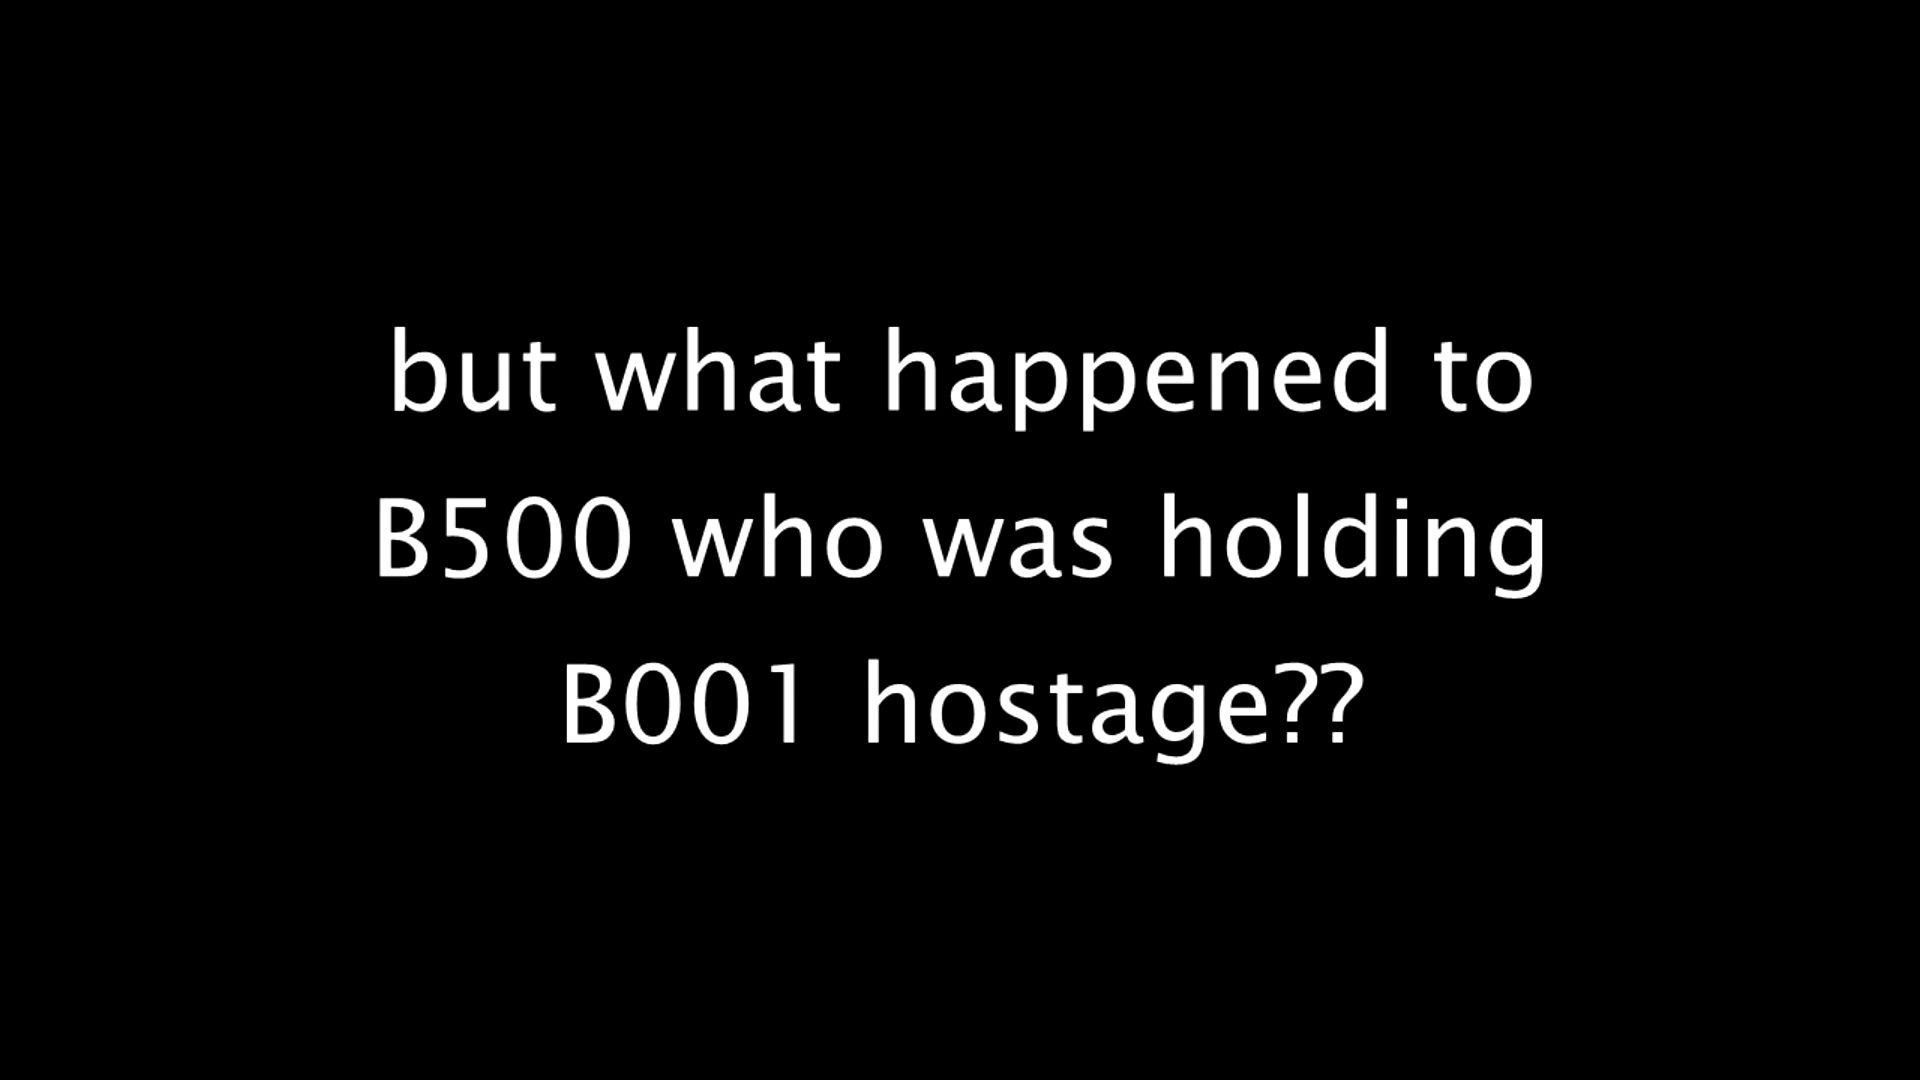 but what happened to
B500 who was holding
B001 hostage??